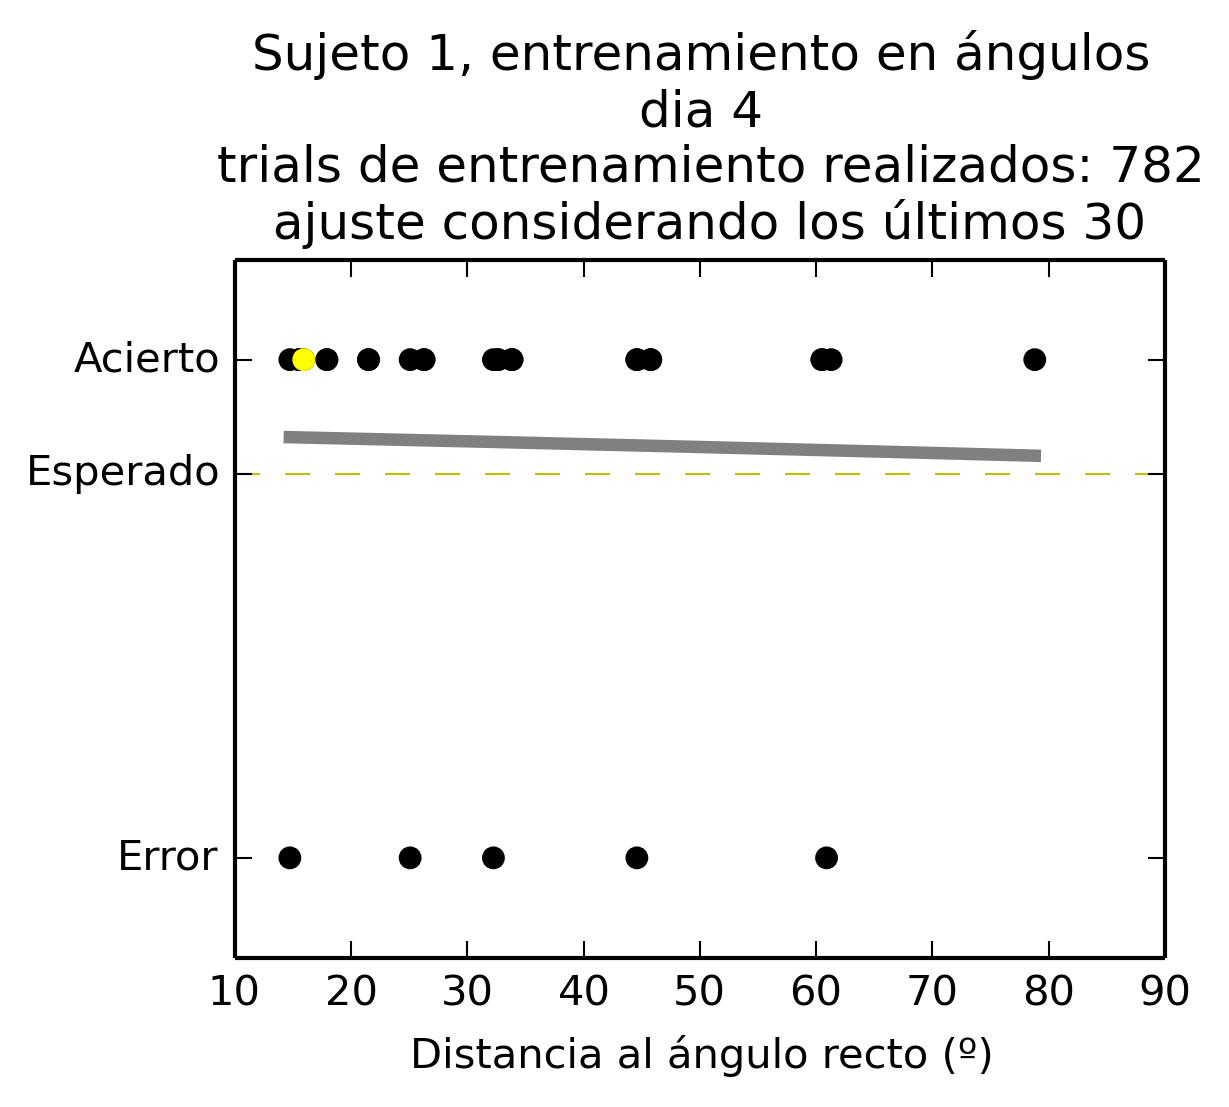 Sujeto 1, entrenamiento en ángulos
dia 4
trials de entrenamiento realizados: 782
ajuste considerando los últimos 30
Acierto
Esperado
Error
10 20 30 40 50 60 70 80 90
Distancia al ángulo recto (º)